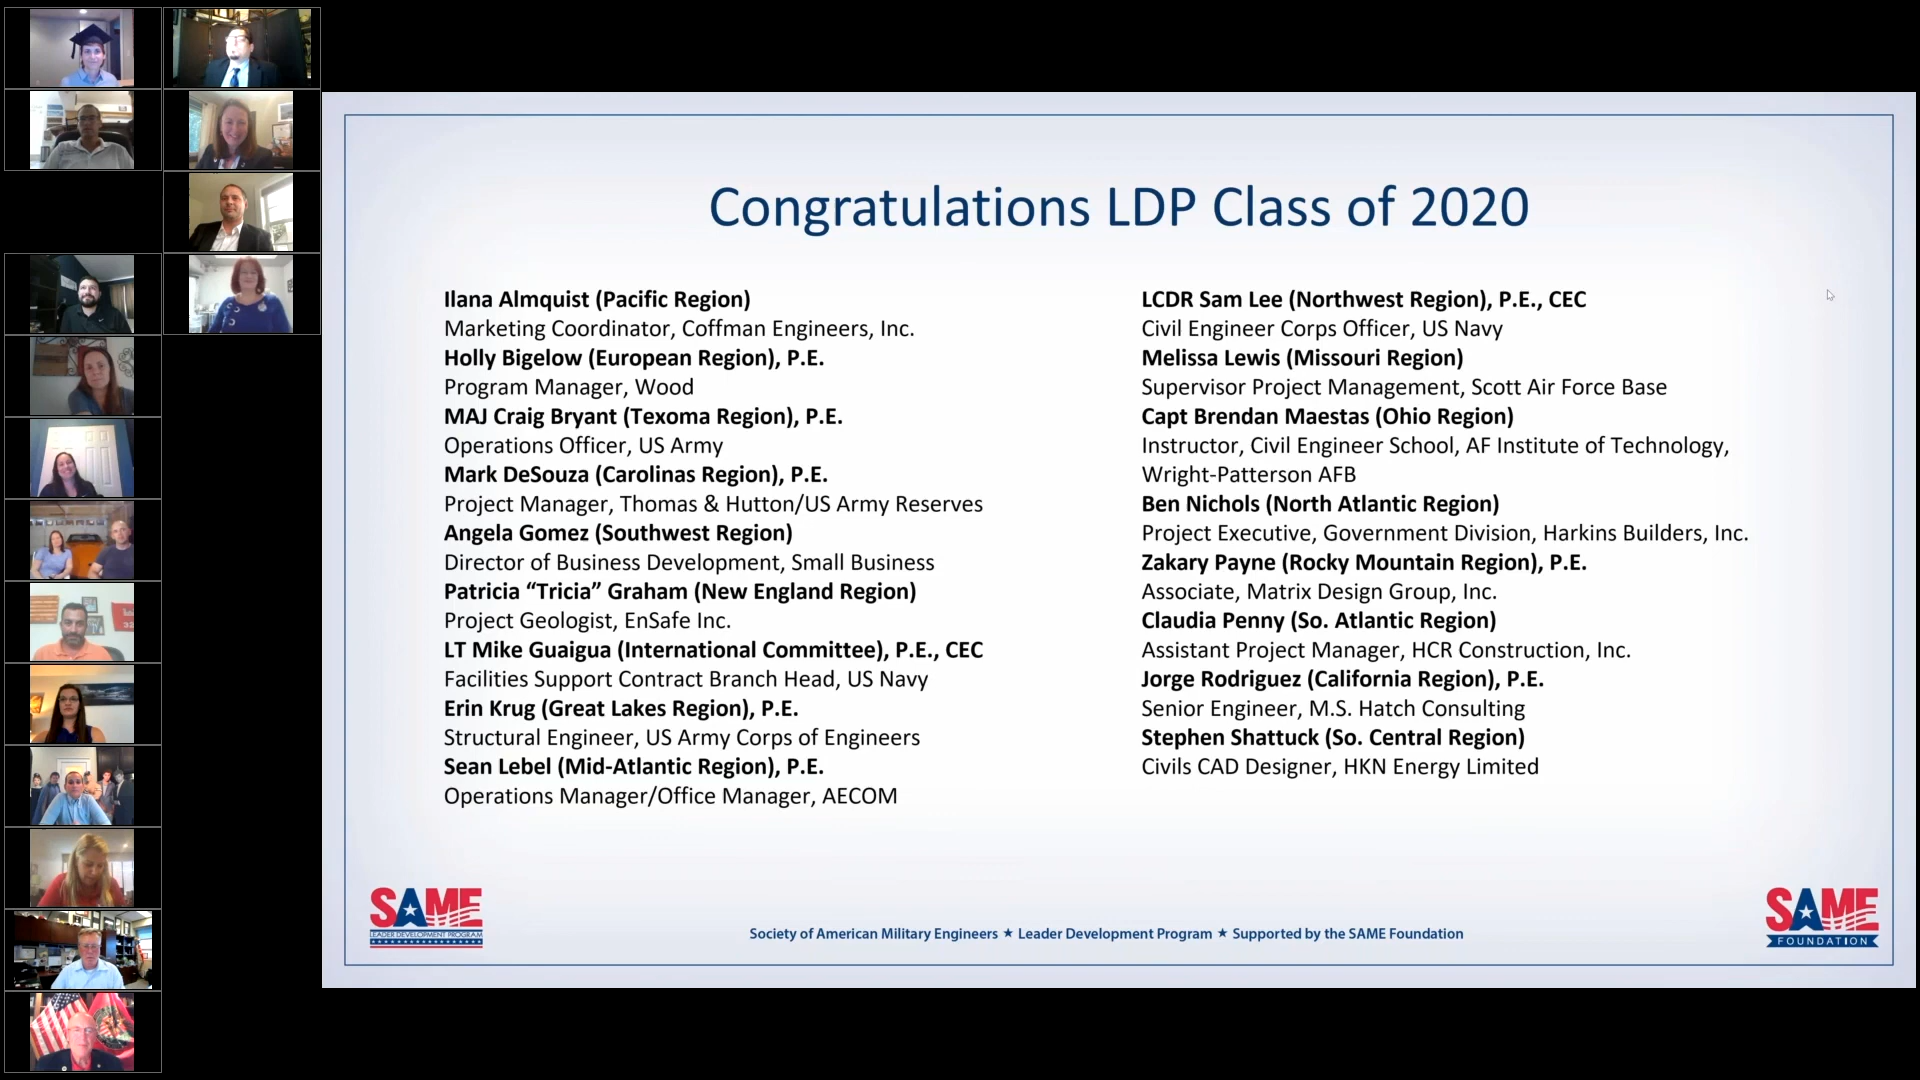 Congratulations LDP Class of 2020
Ilana Almquist (Pacific Region)
Marketing Coordinator, Coffman Engineers, Inc.
Holly Bigelow (European Region), P.E.
Program Manager, Wood
MAJ Craig Bryant (Texoma Region), P.E.
Operations Officer, US Army
Mark DeSouza (Carolinas Region), P.E.
Project Manager, Thomas & Hutton/US Army Reserves
Angela Gomez (Southwest Region)
Director of Business Development, Small Business
Patricia “Tricia” Graham (New England Region)
Project Geologist, EnSafe Inc.
LT Mike Guaigua (International Committee), P.E., CEC
Facilities Support Contract Branch Head, US Navy
Erin Krug (Great Lakes Region), P.E.
Structural Engineer, US Army Corps of Engineers
Sean Lebel (Mid-Atlantic Region), P.E.
Operations Manager/Office Manager, AECOM
LCDR Sam Lee (Northwest Region), P.E., CEC
Civil Engineer Corps Officer, US Navy
Melissa Lewis (Missouri Region)
Supervisor Project Management, Scott Air Force Base
Capt Brendan Maestas (Ohio Region)
Instructor, Civil Engineer School, AF Institute of Technology,
Wright-Patterson AFB
Ben Nichols (North Atlantic Region)
Project Executive, Government Division, Harkins Builders, Inc.
Zakary Payne (Rocky Mountain Region), P.E.
Associate, Matrix Design Group, Inc.
Claudia Penny (So. Atlantic Region)
Assistant Project Manager, HCR Construction, Inc.
Jorge Rodriguez (California Region), P.E.
Senior Engineer, M.S. Hatch Consulting
Stephen Shattuck (So. Central Region)
Civils CAD Designer, HKN Energy Limited
SAME
LEADER DEVELOPMENT PROGRAM
Society of American Military Engineers ★ Leader Development Program ★ Supported by the SAME Foundation
SAME
FOUNDATION